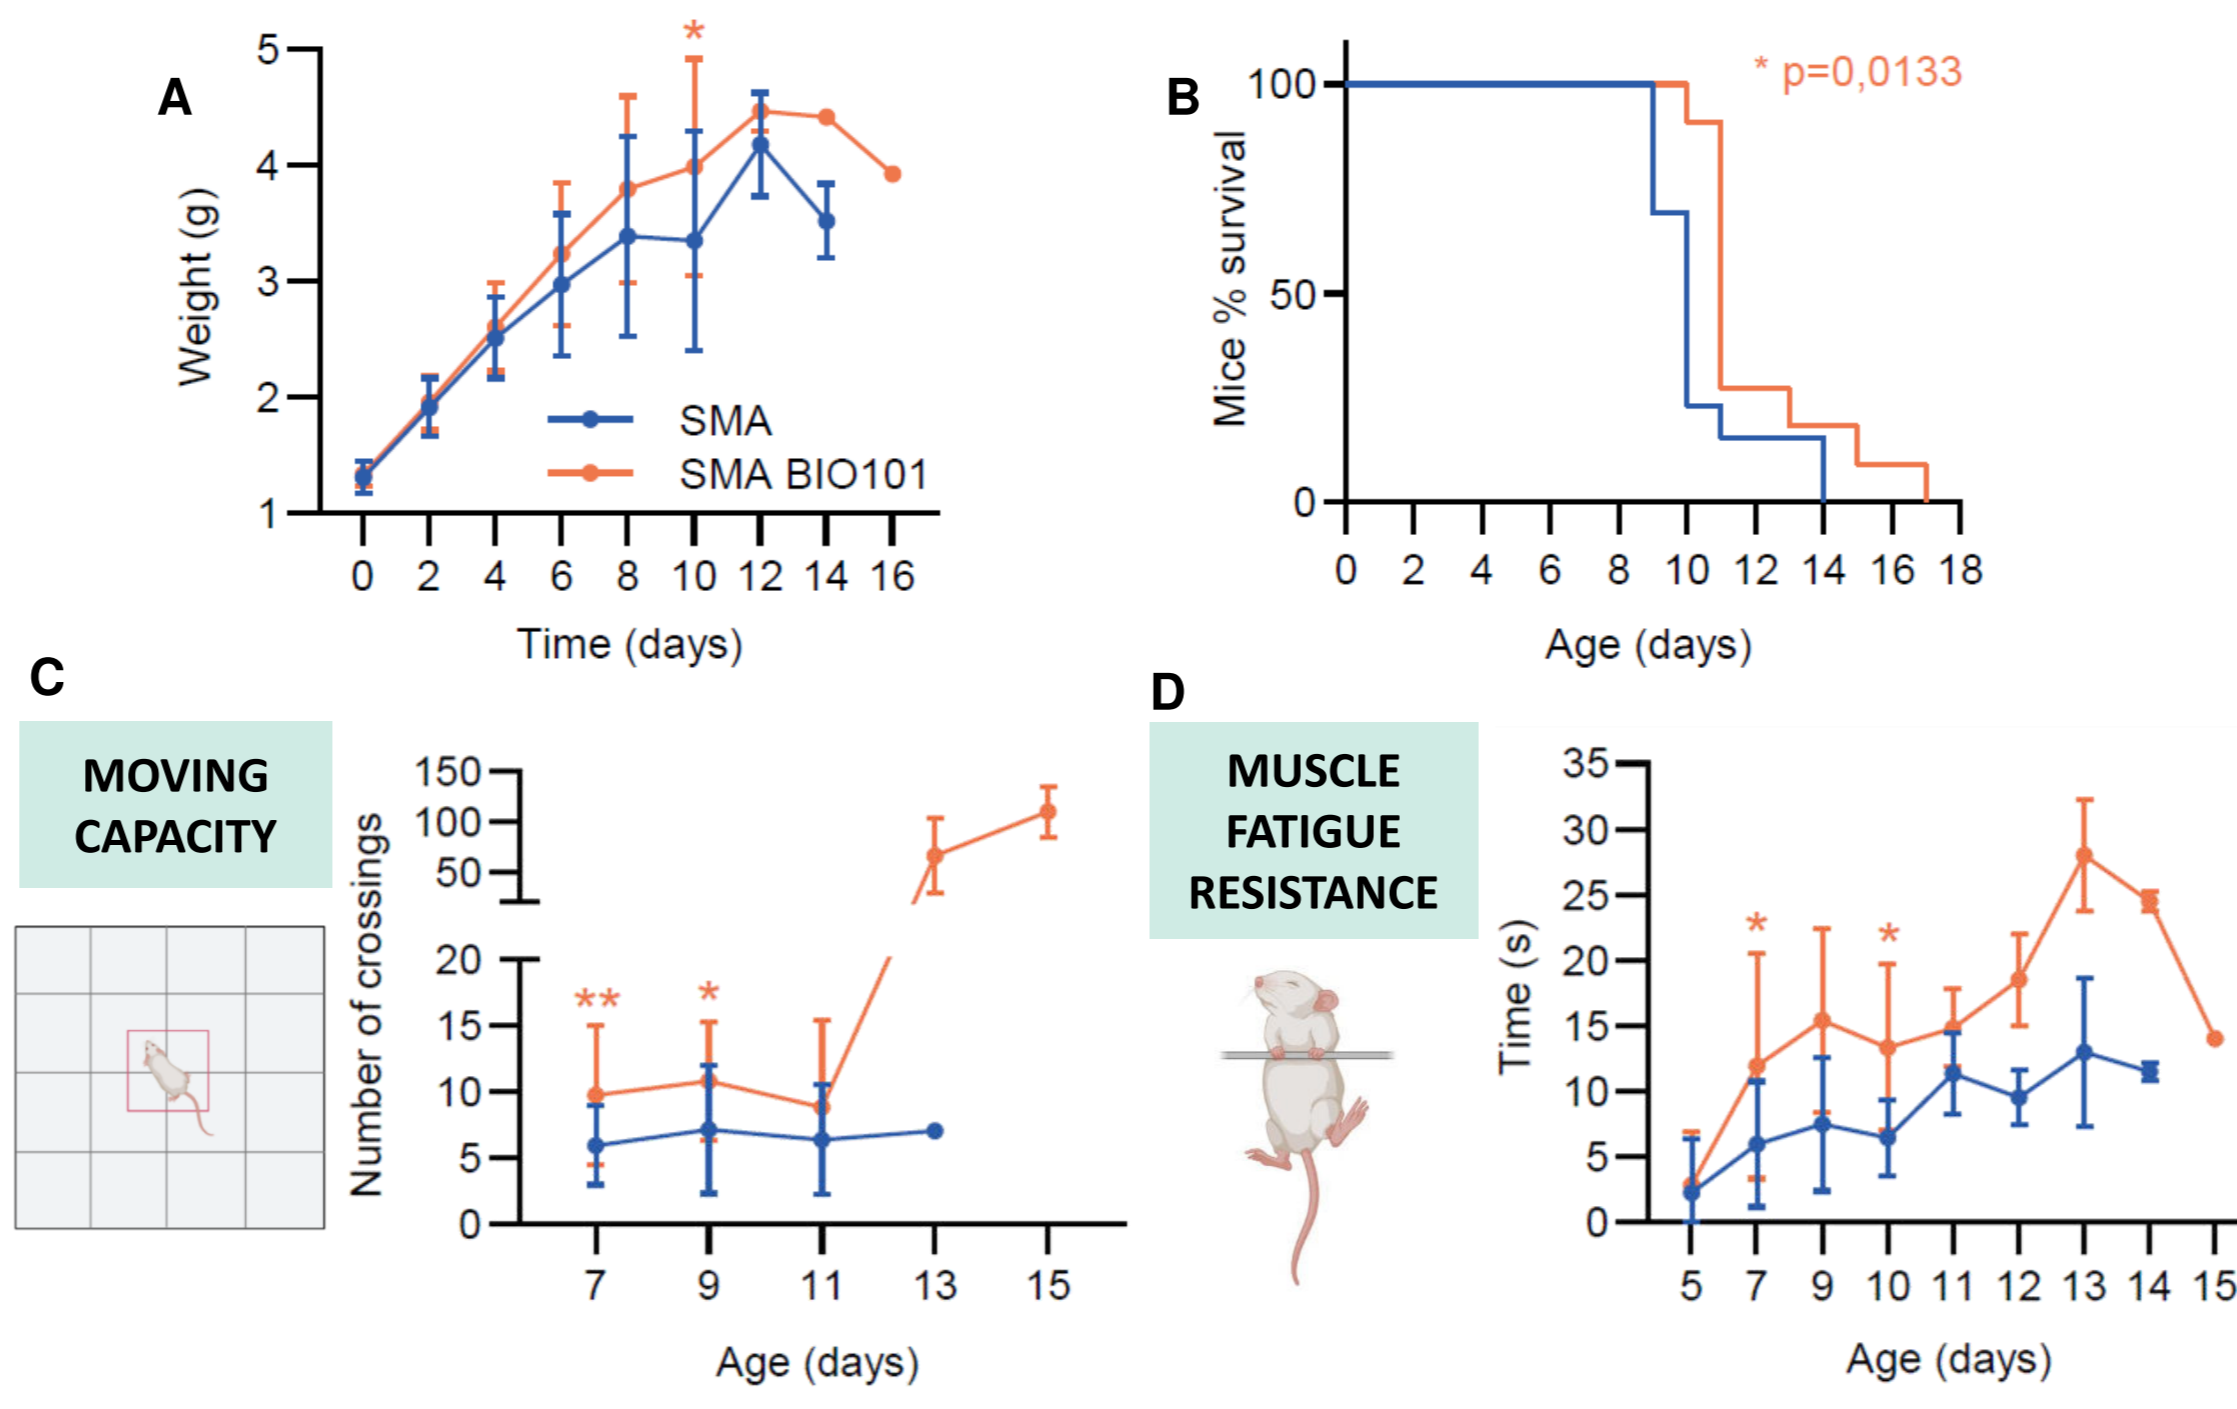 A
*
5
4
3
2
1
Weight (g)
SMA
SMA BIO101
0 2 4 6 8 10 12 14 16
Time (days)
B
* p=0,0133
100
50
0
Mice % survival
0 2 4 6 8 10 12 14 16 18
Age (days)
C
MOVING
CAPACITY
150
100
50
20
15
10
5
0
Number of crossings
** *
7 9 11 13 15
Age (days)
D
MUSCLE
FATIGUE
RESISTANCE
35
30
25
20
15
10
5
0
Time (s)
* *
5 7 9 10 11 12 13 14 15
Age (days)